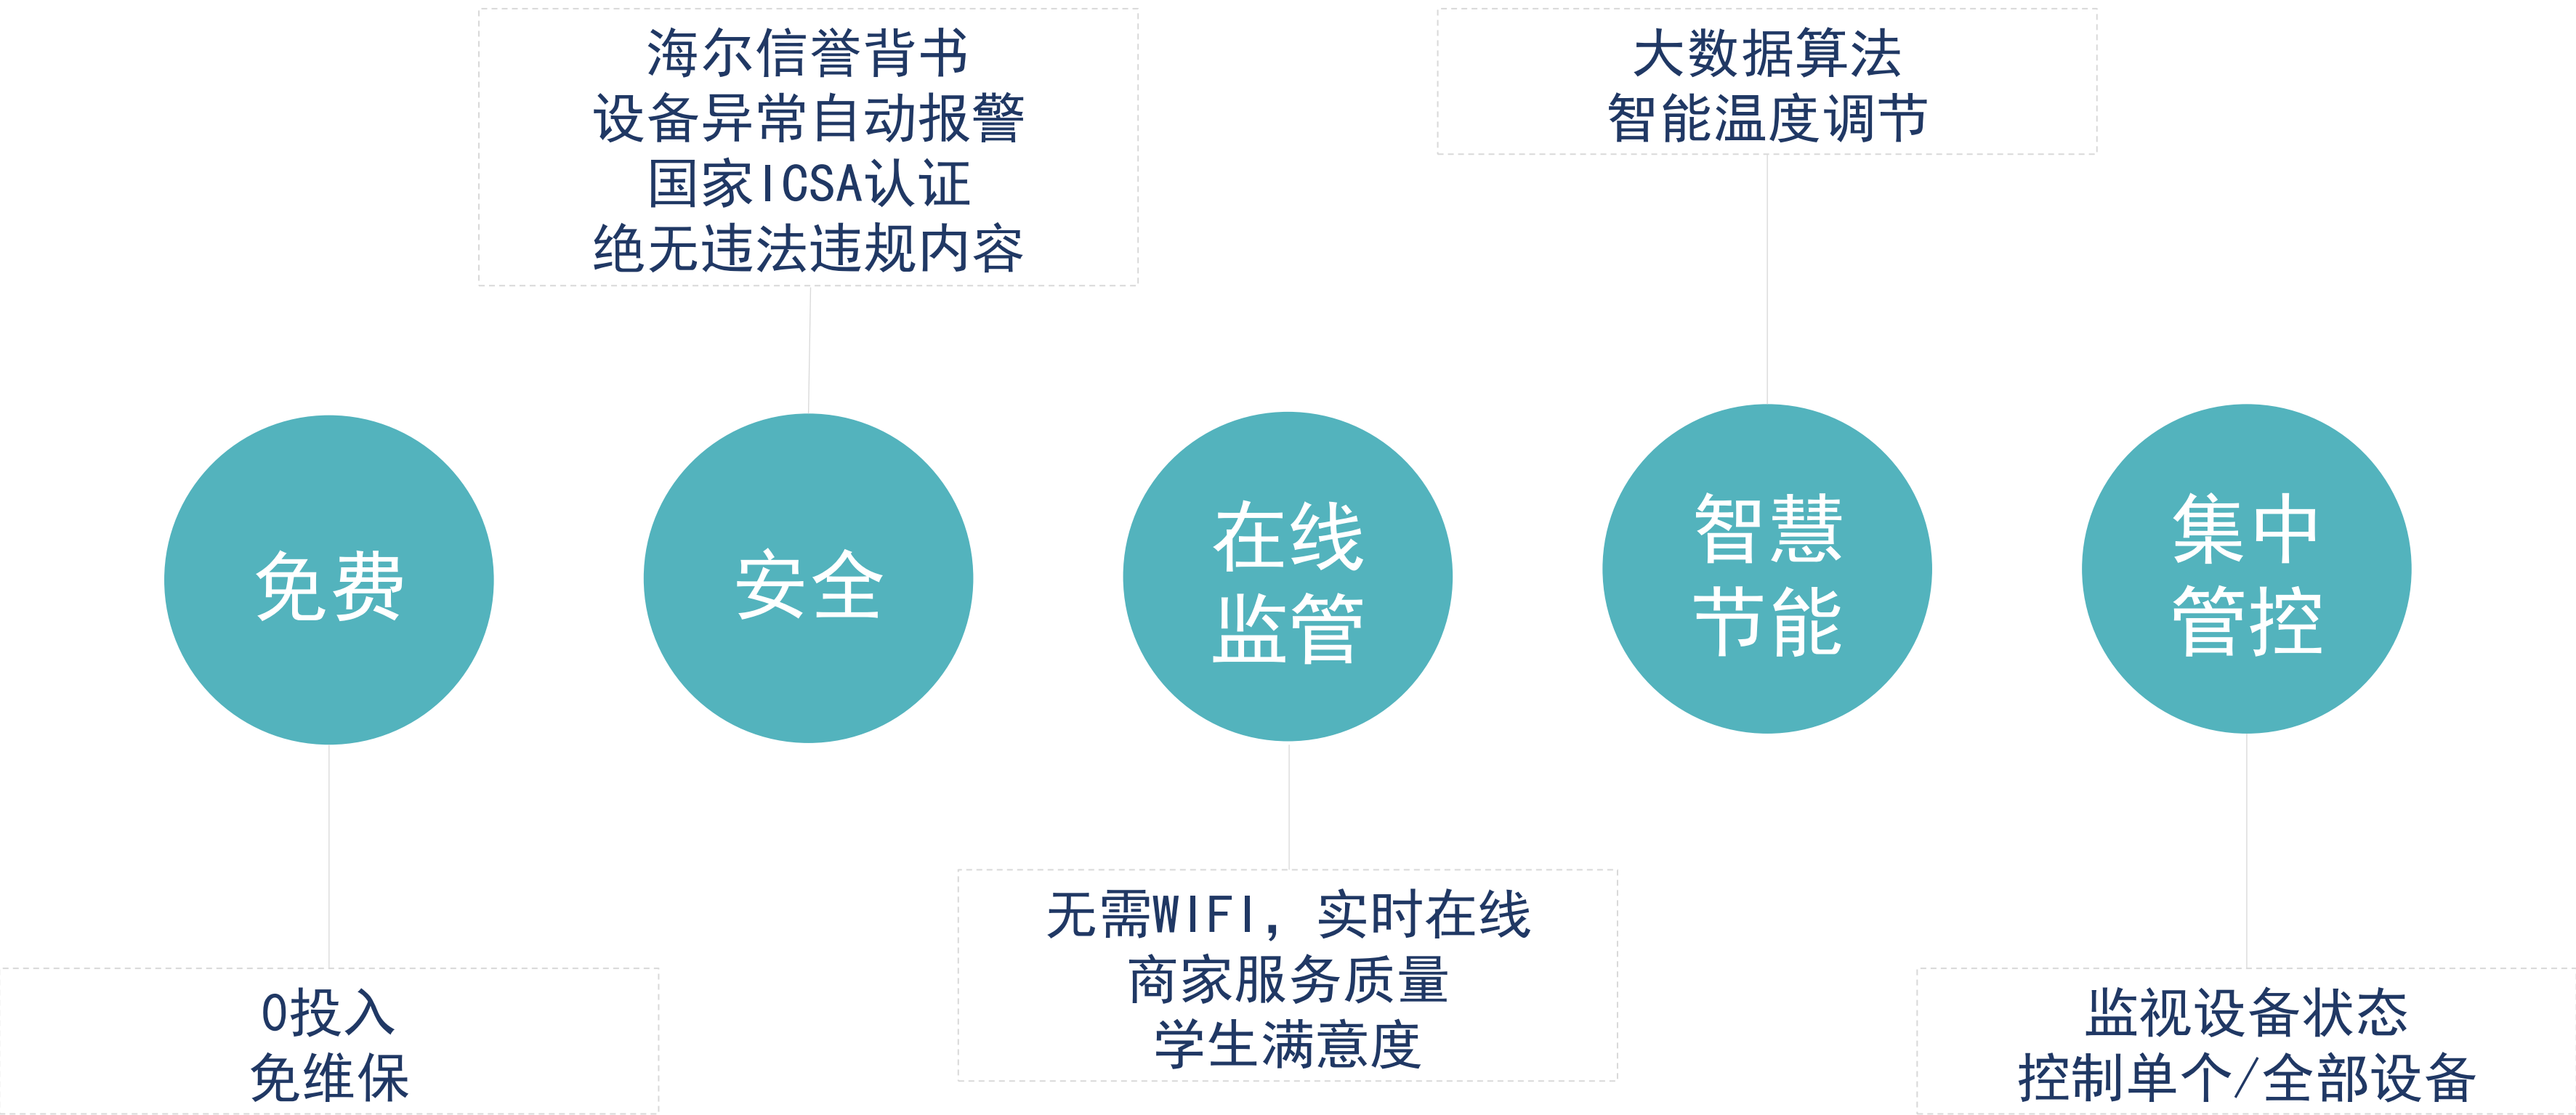 海尔信誉背书
设备异常自动报警
国家ICSA认证
绝无违法违规内容
大数据算法
智能温度调节
免费
安全
在线
监管
智慧
节能
集中
管控
0投入
免维保
无需WIFI，实时在线
商家服务质量
学生满意度
监视设备状态
控制单个/全部设备